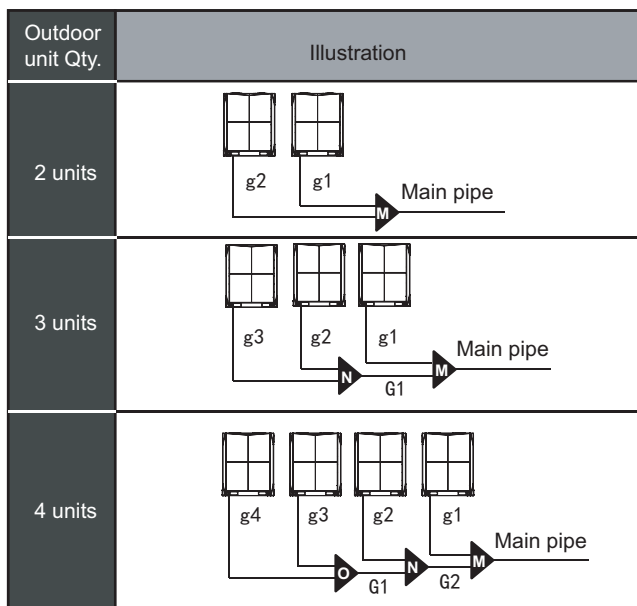 Outdoor
unit Qty.
Illustration
2 units
g2
g1
M
Main pipe
3 units
g3
g2
g1
N
G1
M
Main pipe
4 units
g4
g3
g2
g1
O
G1
N
G2
M
Main pipe